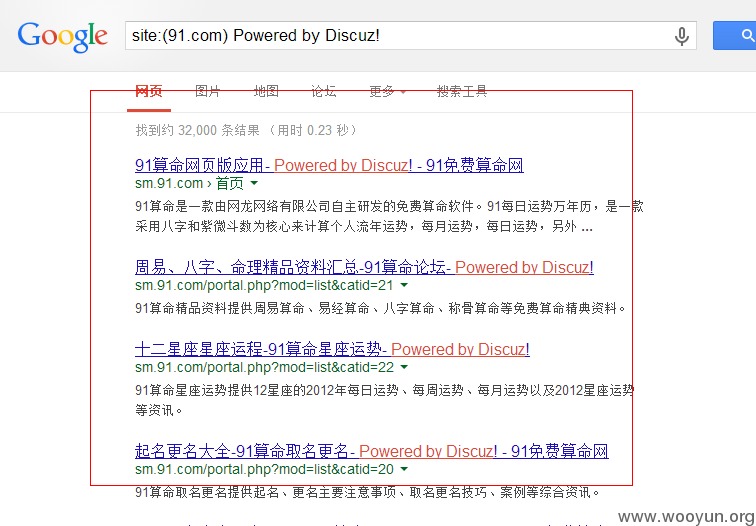 Google
site:(91.com) Powered by Discuz!
网页 图片 地图 论坛 更多 搜索工具
找到约 32,000 条结果 (用时 0.23 秒)
91算命网页版应用- Powered by Discuz! - 91免费算命网
sm.91.com › 首页
91算命是一款由网龙网络有限公司自主研发的免费算命软件。91每日运势万年历，是一款
采用八字和紫微斗数为核心来计算个人流年运势，每月运势，每日运势，另外 ...
周易、八字、命理精品资料汇总-91算命论坛- Powered by Discuz!
sm.91.com/portal.php?mod=list&catid=21
91算命精品资料提供周易算命、易经算命、八字算命、称骨算命等免费算命精典资料。
十二星座星座运程-91算命星座运势- Powered by Discuz!
sm.91.com/portal.php?mod=list&catid=22
91算命星座运势提供12星座的2012年每日运势、每周运势、每月运势以及2012星座运势
等资讯。
起名更名大全-91算命取名更名- Powered by Discuz! - 91免费算命网
sm.91.com/portal.php?mod=list&catid=20
91算命取名更名提供起名、更名主要注意事项、取名更名技巧、案例等综合资讯。
www.wooyun.org